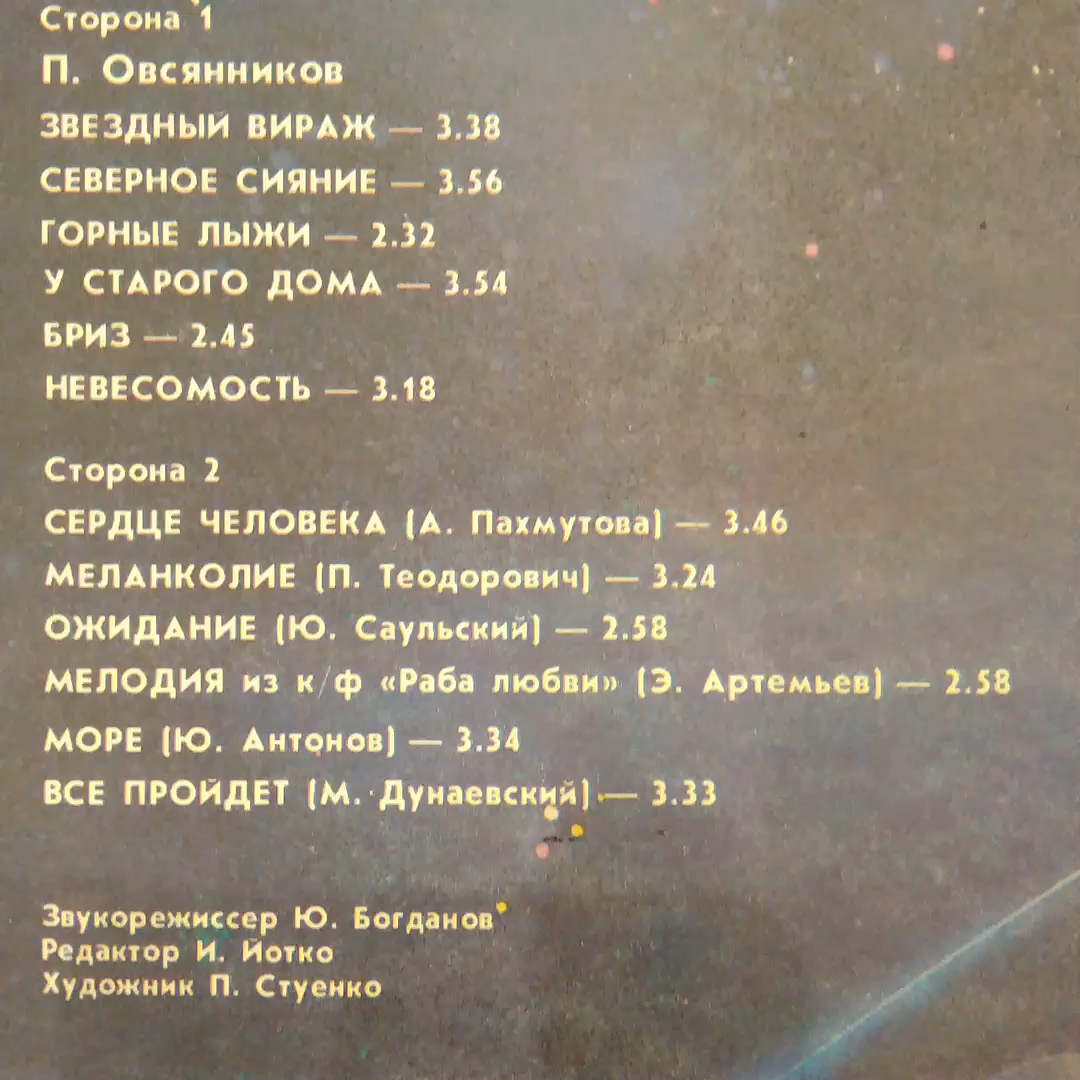 Сторона 1
П. Овсянников
ЗВЕЗДНЫЙ ВИРАЖ — 3.38
СЕВЕРНОЕ СИЯНИЕ — 3.56
ГОРНЫЕ ЛЫЖИ — 2.32
У СТАРОГО ДОМА — 3.54
БРИЗ — 2.45
НЕВЕСОМОСТЬ — 3.18
Сторона 2
СЕРДЦЕ ЧЕЛОВЕКА (А. Пахмутова) — 3.46
МЕЛАНКОЛИЕ (П. Теодорович) — 3.24
ОЖИДАНИЕ (Ю. Саульский) — 2.58
МЕЛОДИЯ из к/ф «Раба любви» (Э. Артемьев) — 2.58
МОРЕ (Ю. Антонов) — 3.34
ВСЕ ПРОЙДЕТ (М. Дунаевский) — 3.33
Звукорежиссер Ю. Богданов
Редактор И. Йотко
Художник П. Стуенко